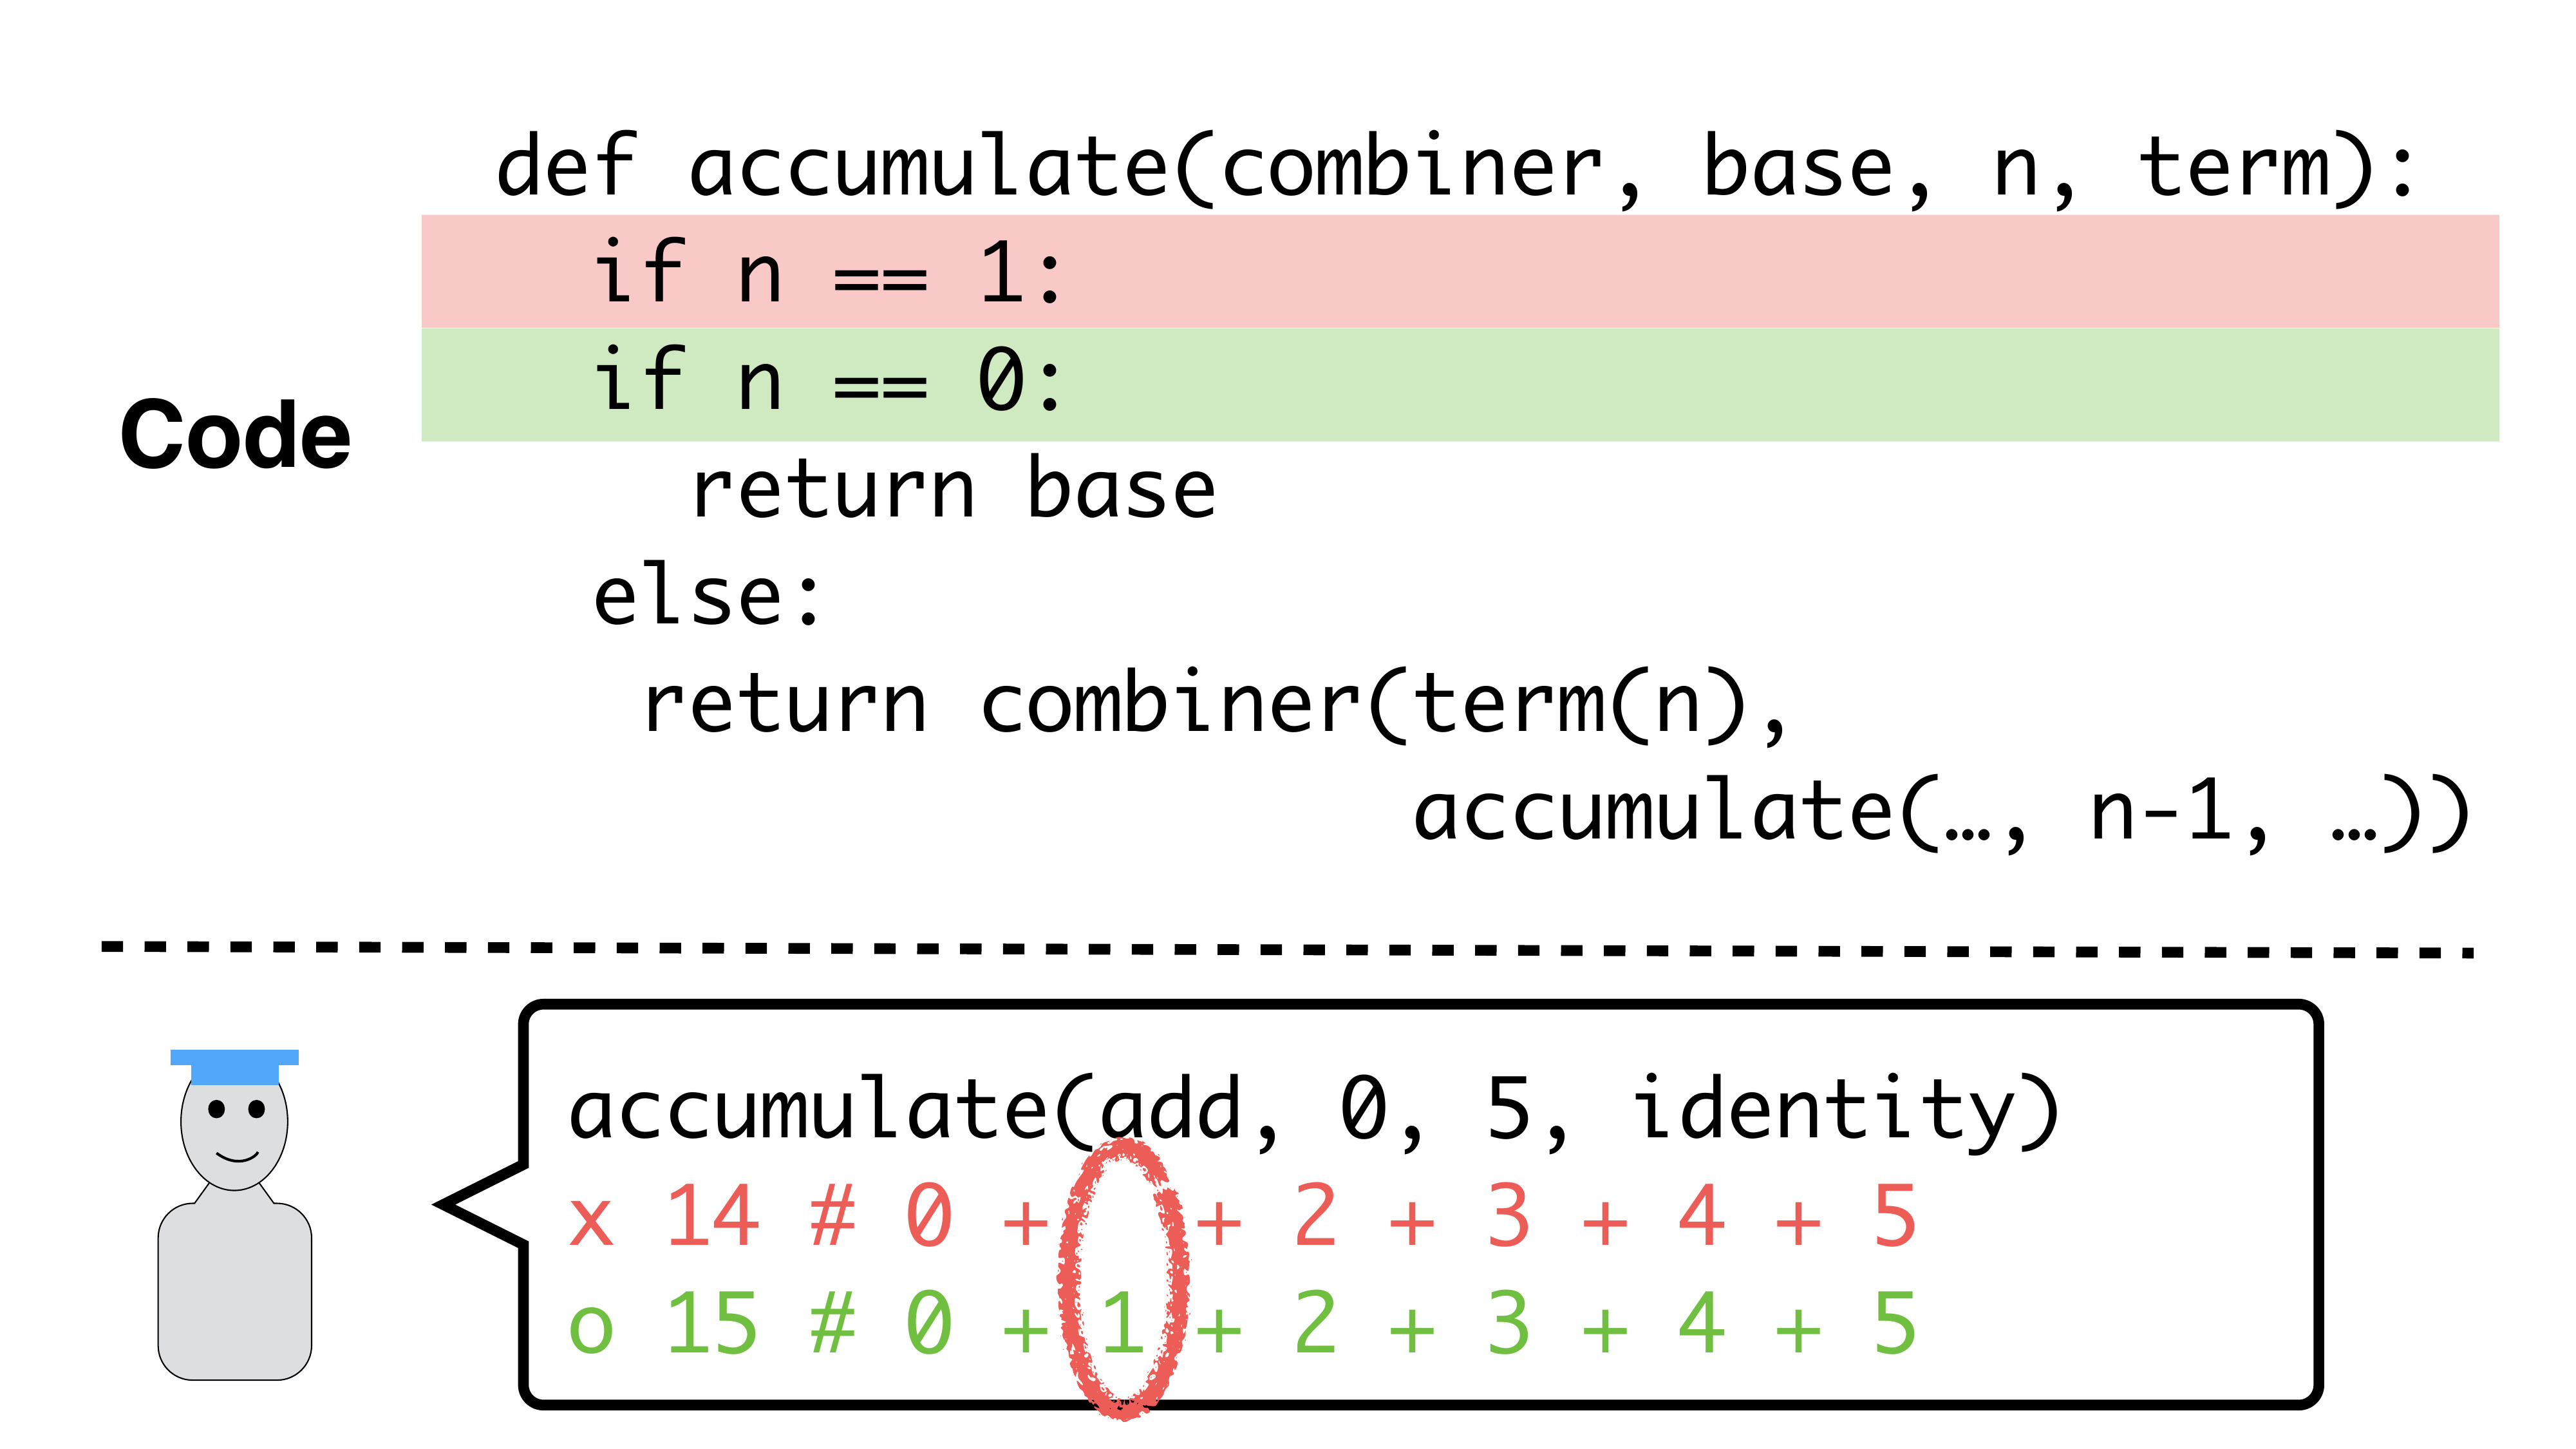 def accumulate(combiner, base, n, term):
if n == 1:
if n == 0:
Code
return base
else:
return combiner(term(n),
accumulate(…, n-1, …))
accumulate(add, 0, 5, identity)
x 14 # 0 + + 2 + 3 + 4 + 5
o 15 # 0 + 1 + 2 + 3 + 4 + 5